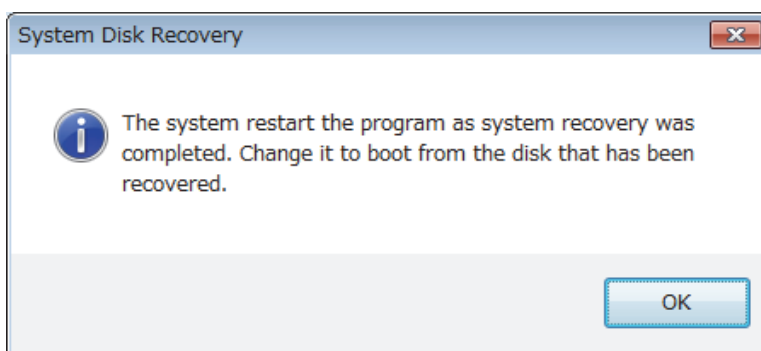 System Disk Recovery
The system restart the program as system recovery was
completed. Change it to boot from the disk that has been
recovered.
OK